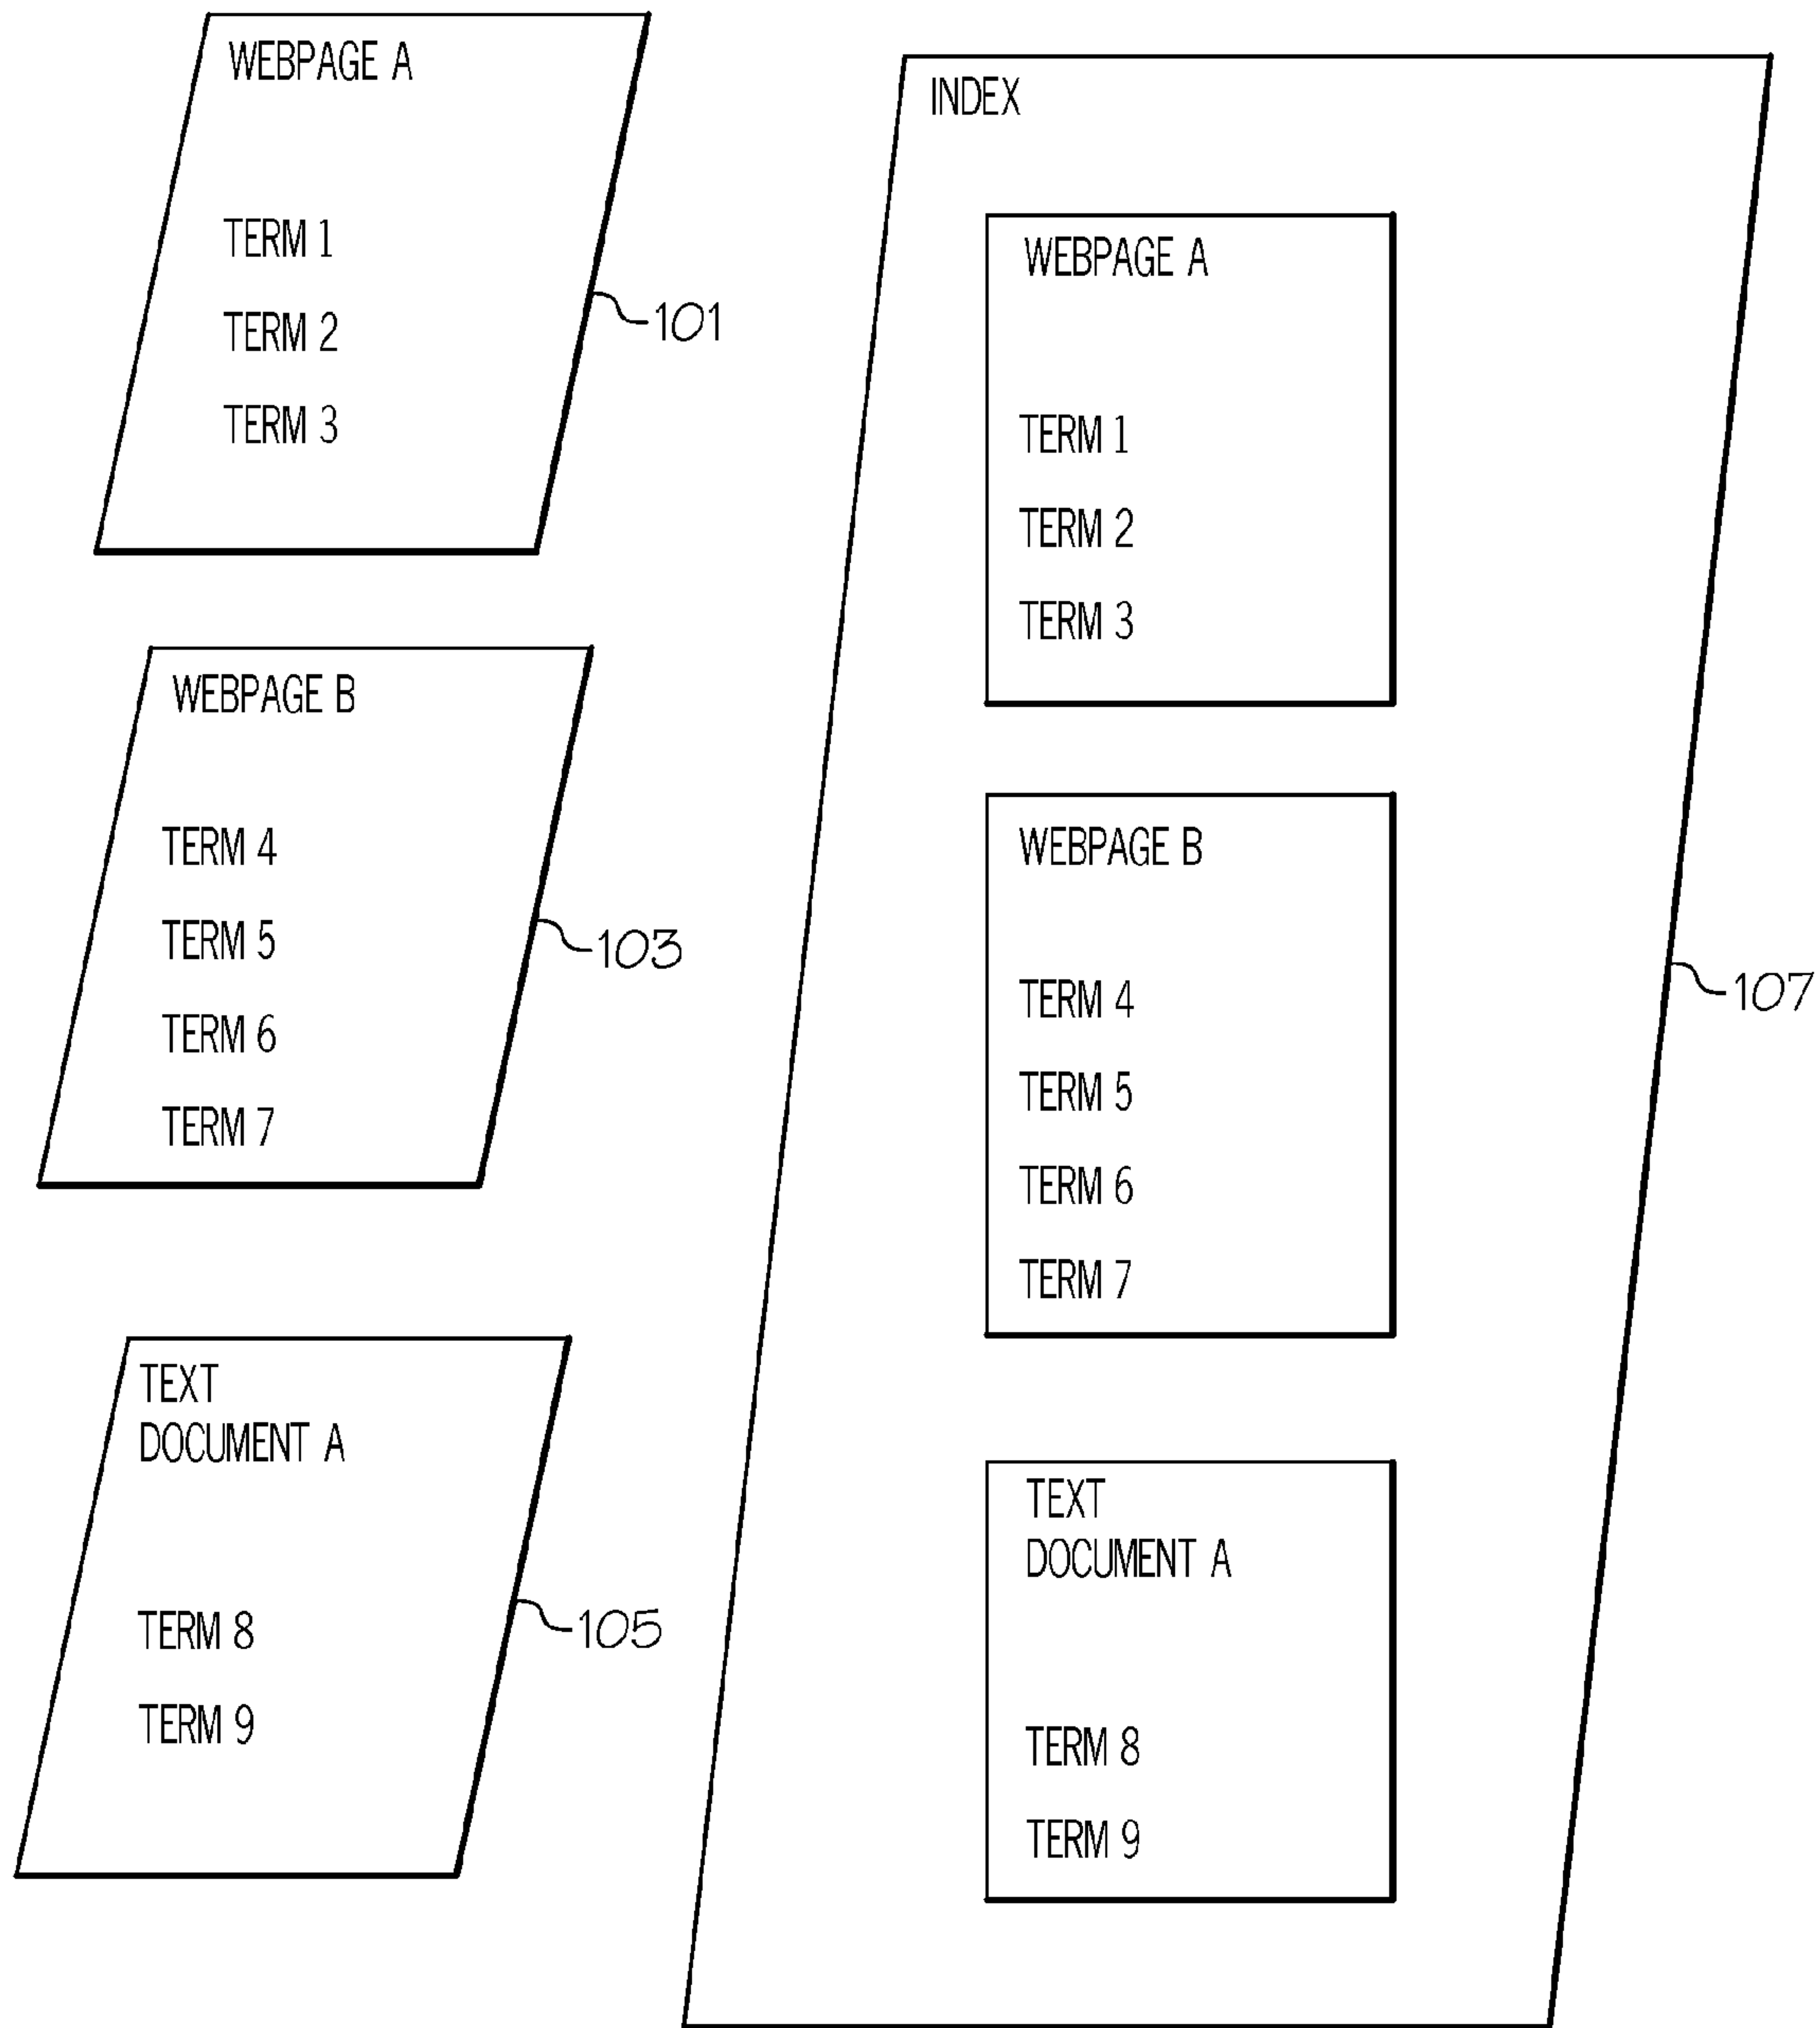 WEBPAGE A
TERM 1
TERM 2
TERM 3
101
WEBPAGE B
TERM 4
TERM 5
TERM 6
TERM 7
103
TEXT
DOCUMENT A
TERM 8
TERM 9
105
INDEX
WEBPAGE A
TERM 1
TERM 2
TERM 3
WEBPAGE B
TERM 4
TERM 5
TERM 6
TERM 7
TEXT
DOCUMENT A
TERM 8
TERM 9
107